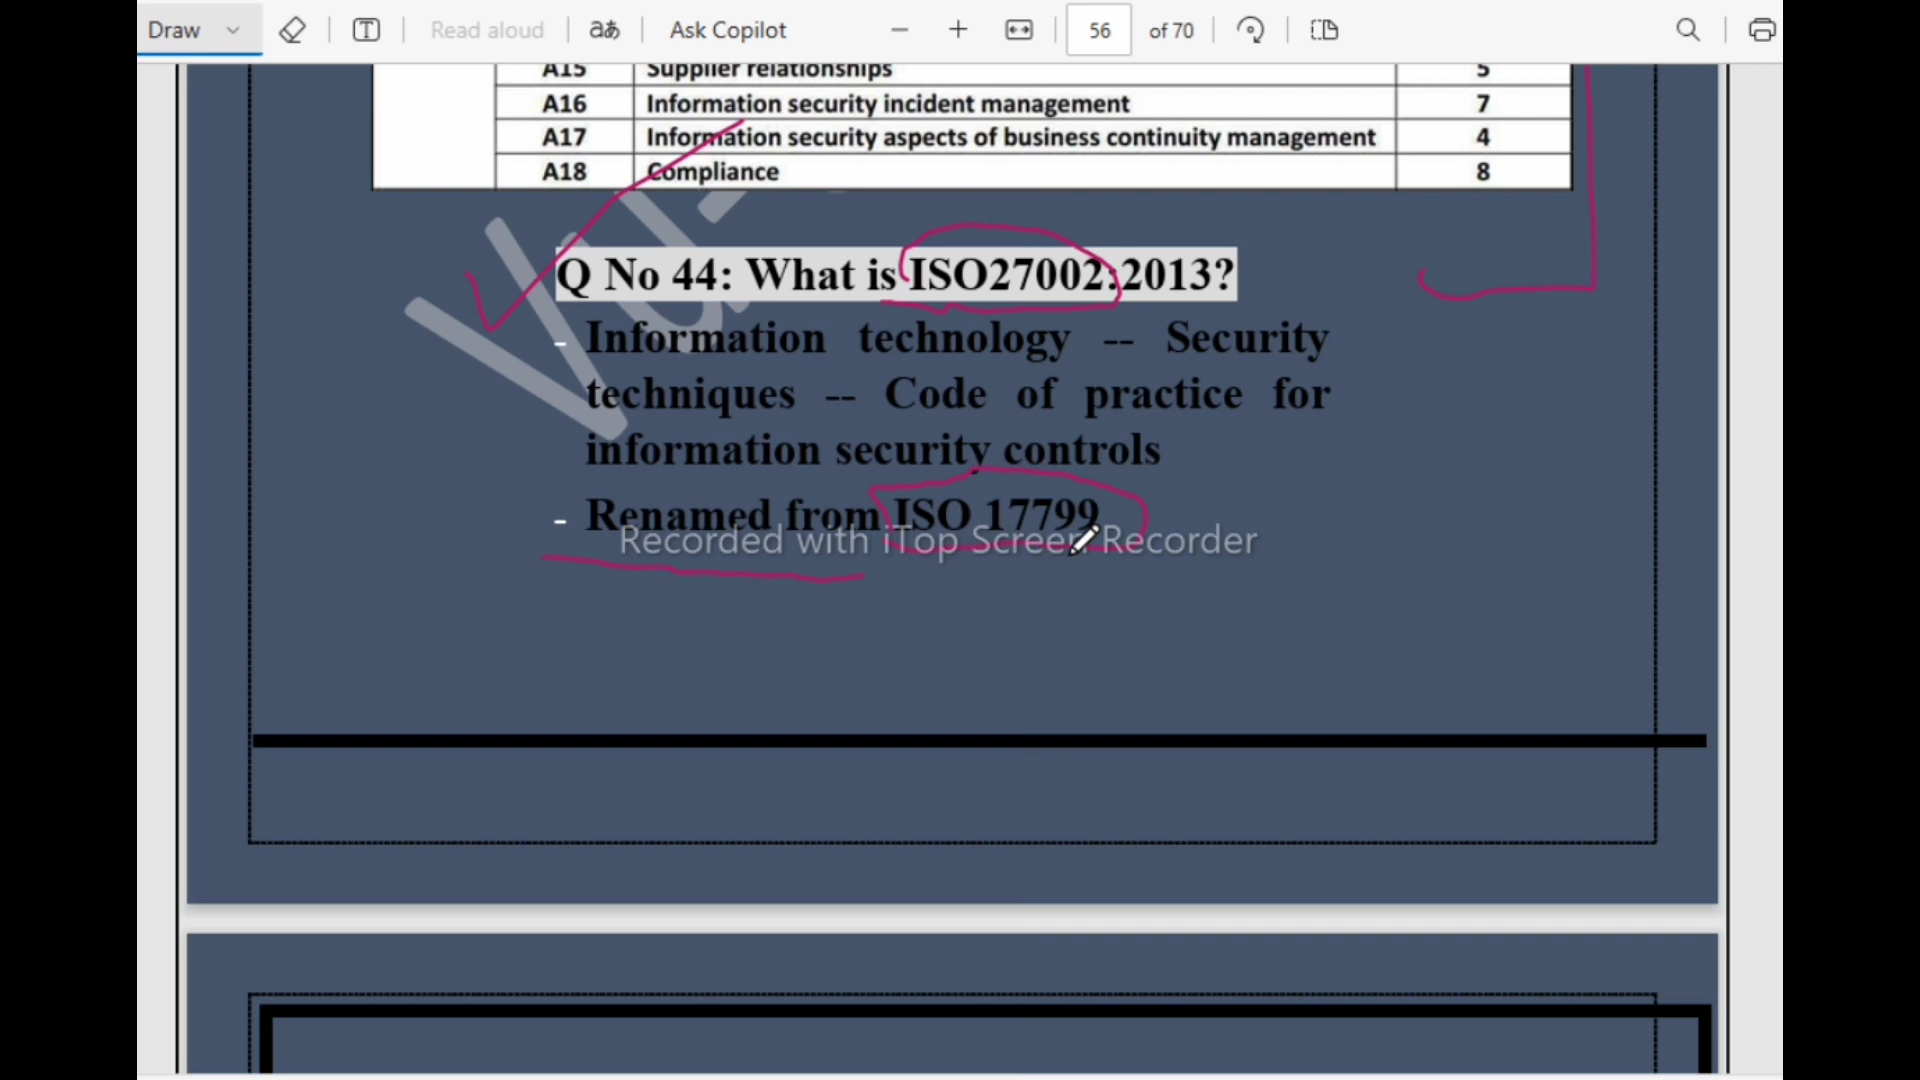 Draw Read aloud aあ Ask Copilot 56 of 70
A15 Supplier relationships 5
A16 Information security incident management 7
A17 Information security aspects of business continuity management 4
A18 Compliance 8
Q No 44: What is ISO27002:2013?
- Information technology -- Security
techniques -- Code of practice for
information security controls
- Renamed from ISO 17799
Recorded with iTop Screen Recorder